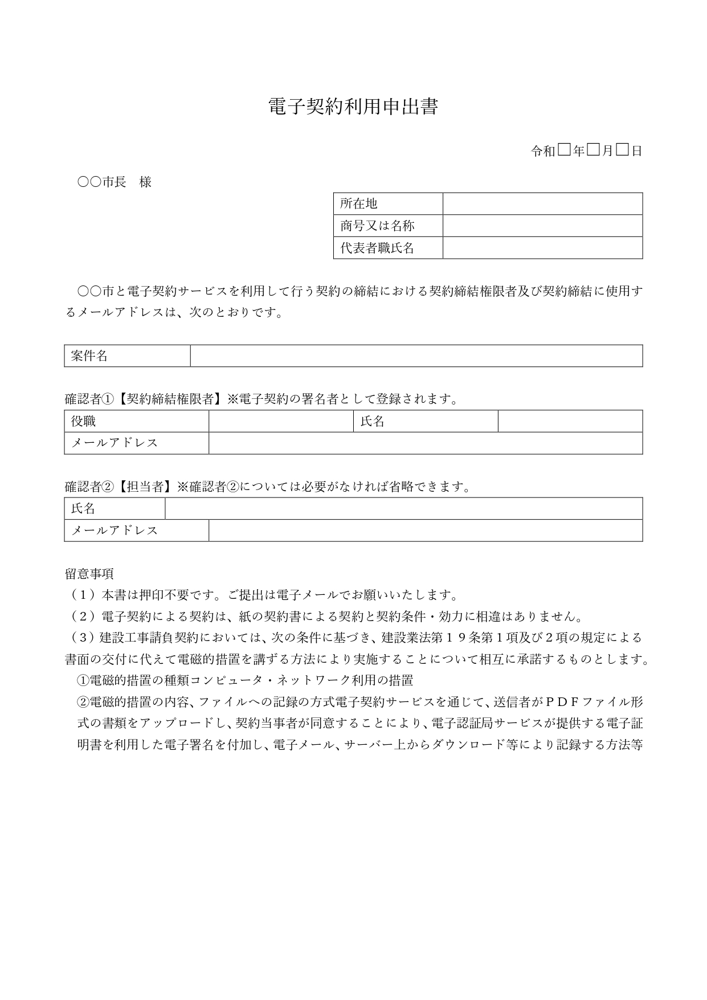 電子契約利用申出書
令和□年□月□日
〇〇市長　様
所在地
商号又は名称
代表者職氏名
〇〇市と電子契約サービスを利用して行う契約の締結における契約締結権限者及び契約締結に使用す
るメールアドレスは、次のとおりです。
案件名
確認者①【契約締結権限者】※電子契約の署名者として登録されます。
役職　氏名
メールアドレス
確認者②【担当者】※確認者②については必要がなければ省略できます。
氏名
メールアドレス
留意事項
（１）本書は押印不要です。ご提出は電子メールでお願いいたします。
（２）電子契約による契約は、紙の契約書による契約と契約条件・効力に相違はありません。
（３）建設工事請負契約においては、次の条件に基づき、建設業法第１９条第１項及び２項の規定による
書面の交付に代えて電磁的措置を講ずる方法により実施することについて相互に承諾するものとします。
①電磁的措置の種類コンピュータ・ネットワーク利用の措置
②電磁的措置の内容、ファイルへの記録の方式電子契約サービスを通じて、送信者がＰＤＦファイル形
式の書類をアップロードし、契約当事者が同意することにより、電子認証局サービスが提供する電子証
明書を利用した電子署名を付加し、電子メール、サーバー上からダウンロード等により記録する方法等